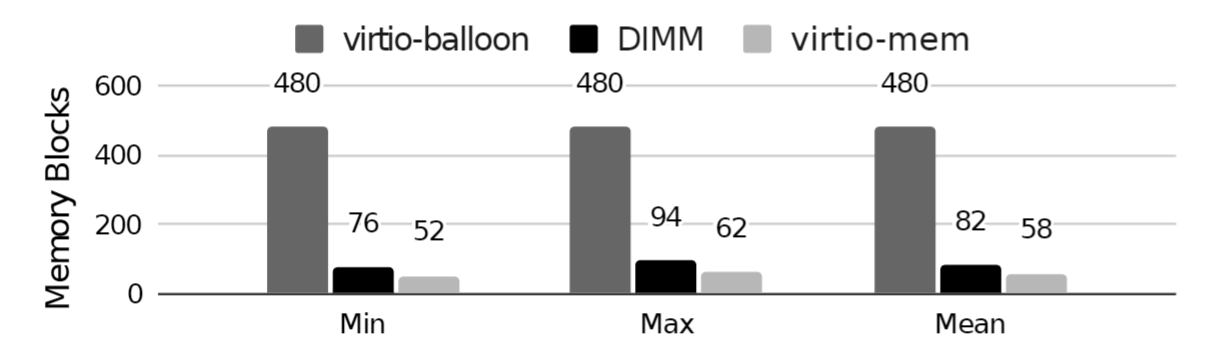 virtio-balloon DIMM virtio-mem
Memory Blocks
600
400
200
0
480 76 52
480 94 62
480 82 58
Min Max Mean